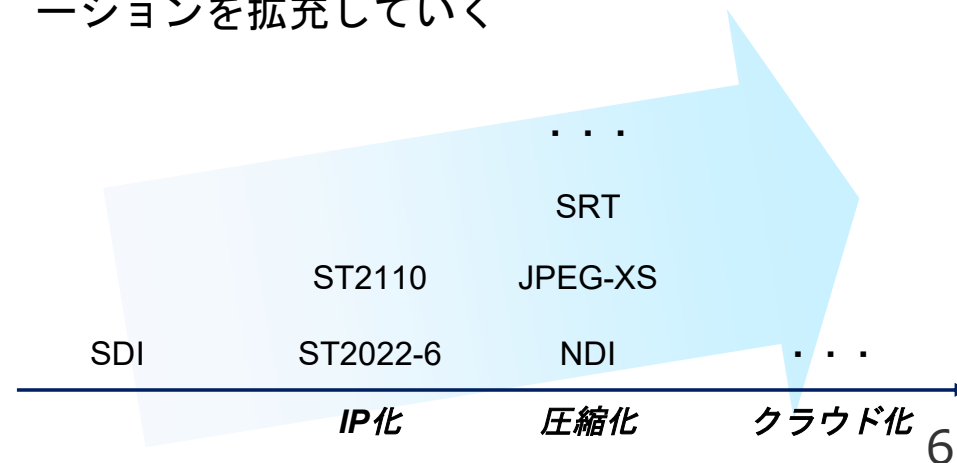 ーションを拡充していく
・・・
SRT
ST2110 JPEG-XS
SDI ST2022-6 NDI ・・・
IP化 圧縮化 クラウド化
6